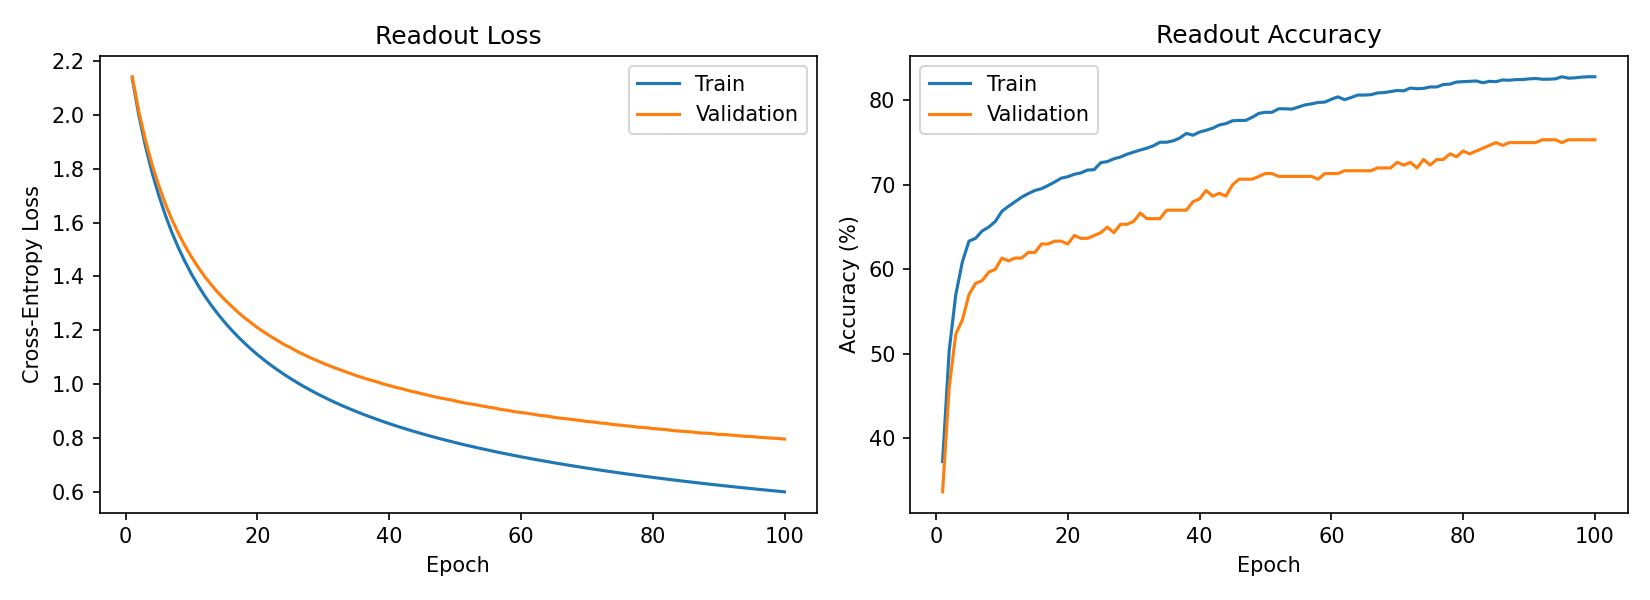 Readout Loss
Cross-Entropy Loss
2.2
2.0
1.8
1.6
1.4
1.2
1.0
0.8
0.6
Train
Validation
0
20
40
60
80
100
Epoch
Readout Accuracy
Accuracy (%)
80
70
60
50
40
Train
Validation
0
20
40
60
80
100
Epoch